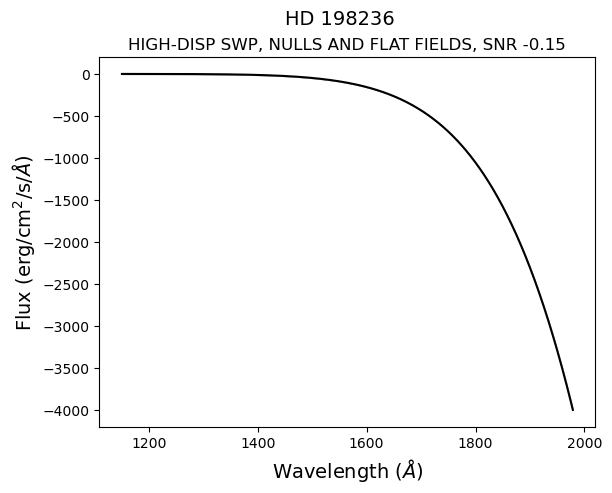 HD 198236
HIGH-DISP SWP, NULLS AND FLAT FIELDS, SNR -0.15
Flux (erg/cm²/s/Å)
0
−500
−1000
−1500
−2000
−2500
−3000
−3500
−4000
1200 1400 1600 1800 2000
Wavelength (Å)